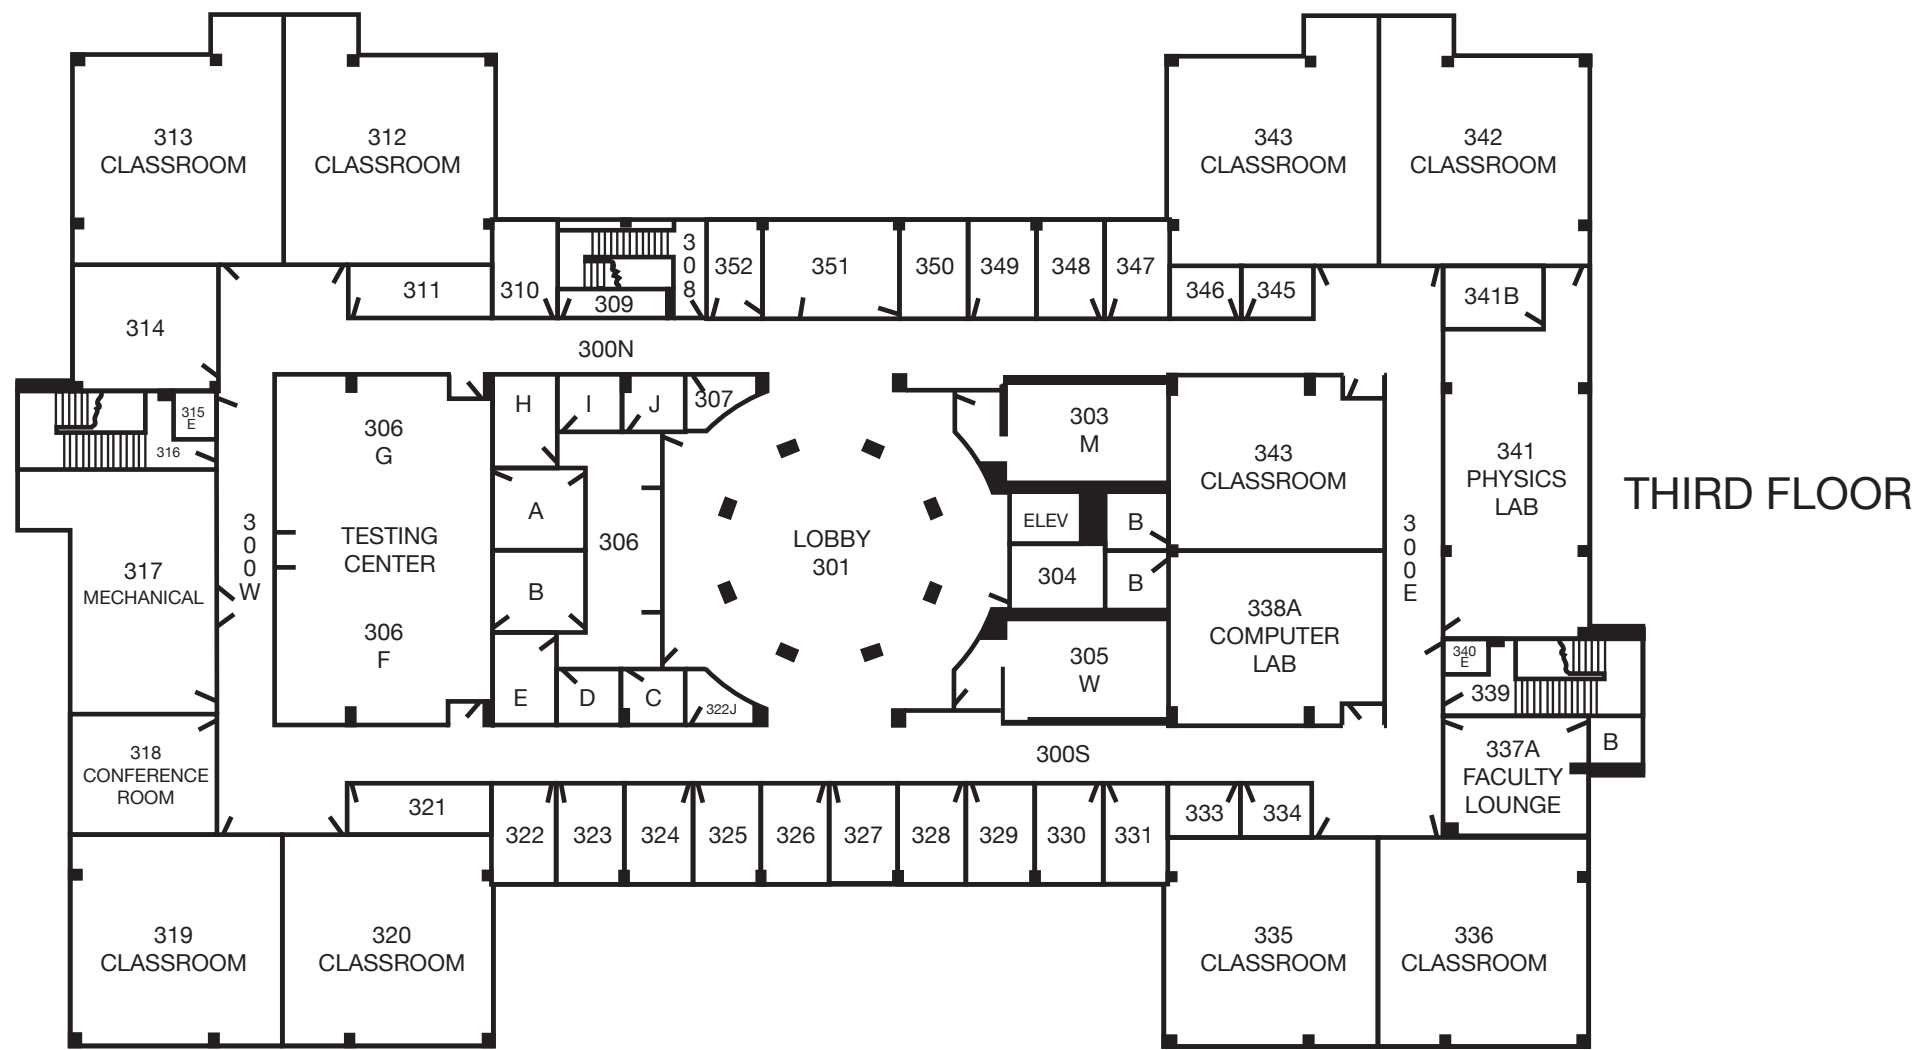 313
CLASSROOM
312
CLASSROOM
343
CLASSROOM
342
CLASSROOM
311
310
309
3
0
8
352
351
350
349
348
347
346
345
341B
314
300N
315
E
316
306
G
H
I
J
307
303
M
343
CLASSROOM
341
PHYSICS
LAB
THIRD FLOOR
3
0
0
W
TESTING
CENTER
A
306
LOBBY
301
ELEV
B
3
0
0
E
317
MECHANICAL
B
304
B
338A
COMPUTER
LAB
306
F
E
D
C
322J
305
W
340
E
339
318
CONFERENCE
ROOM
300S
337A
FACULTY
LOUNGE
B
321
322
323
324
325
326
327
328
329
330
331
333
334
319
CLASSROOM
320
CLASSROOM
335
CLASSROOM
336
CLASSROOM